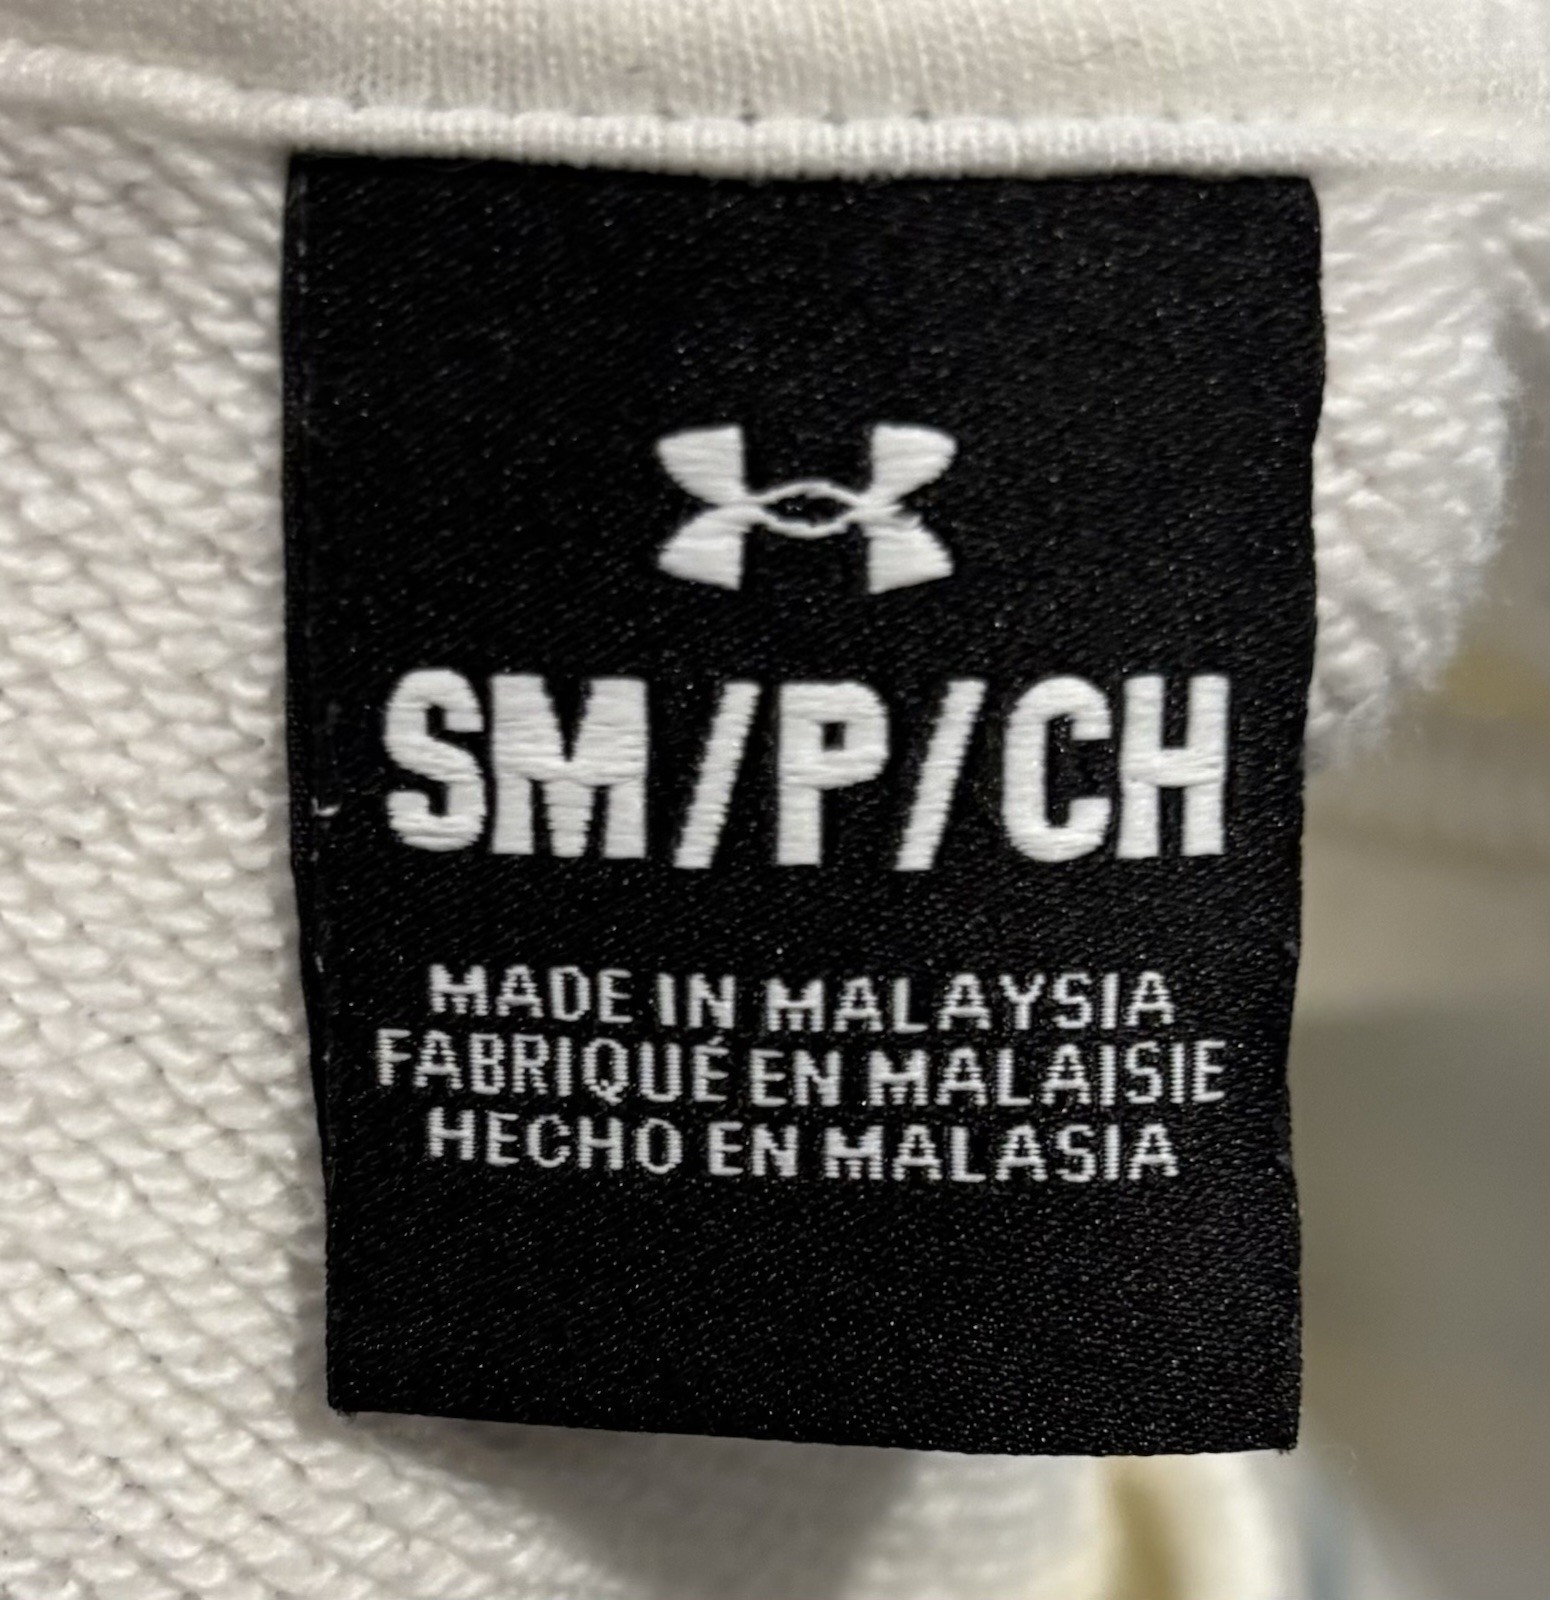 SM/P/CH
MADE IN MALAYSIA
FABRIQUÉ EN MALAISIE
HECHO EN MALASIA